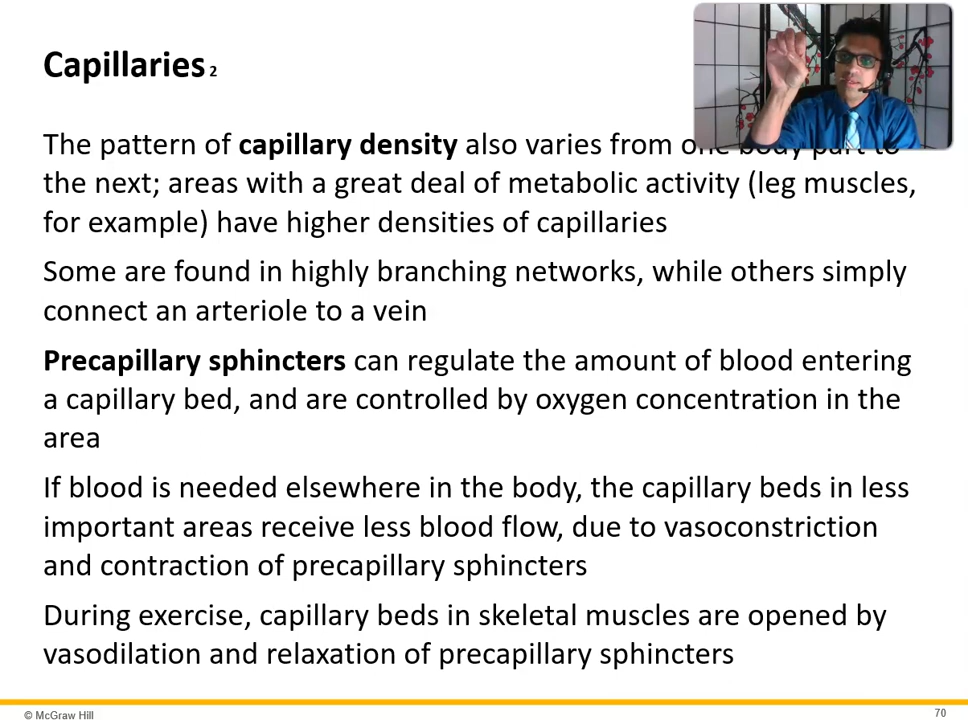 Capillaries 2
The pattern of capillary density also varies from one body part to
the next; areas with a great deal of metabolic activity (leg muscles,
for example) have higher densities of capillaries
Some are found in highly branching networks, while others simply
connect an arteriole to a vein
Precapillary sphincters can regulate the amount of blood entering
a capillary bed, and are controlled by oxygen concentration in the
area
If blood is needed elsewhere in the body, the capillary beds in less
important areas receive less blood flow, due to vasoconstriction
and contraction of precapillary sphincters
During exercise, capillary beds in skeletal muscles are opened by
vasodilation and relaxation of precapillary sphincters
© McGraw Hill
70